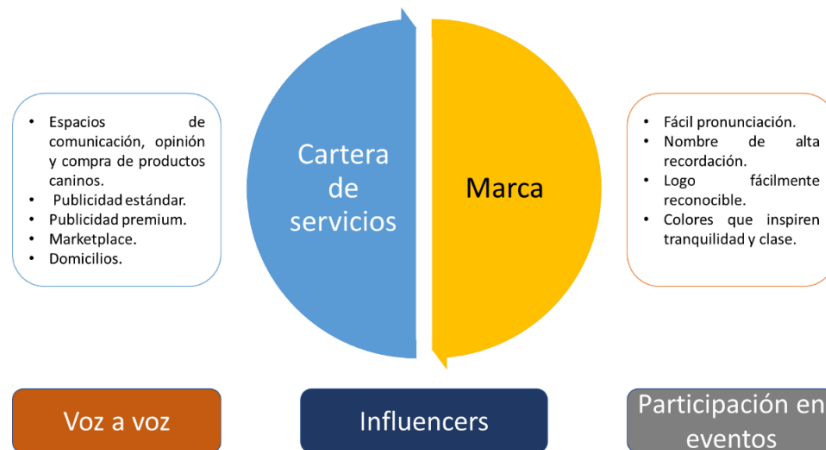 • Espacios de
comunicación, opinión
y compra de productos
caninos.
• Publicidad estándar.
• Publicidad premium.
• Marketplace.
• Domicilios.
Cartera
de
servicios
Marca
• Fácil pronunciación.
• Nombre de alta
recordación.
• Logo fácilmente
reconocible.
• Colores que inspiren
tranquilidad y clase.
Voz a voz
Influencers
Participación en
eventos